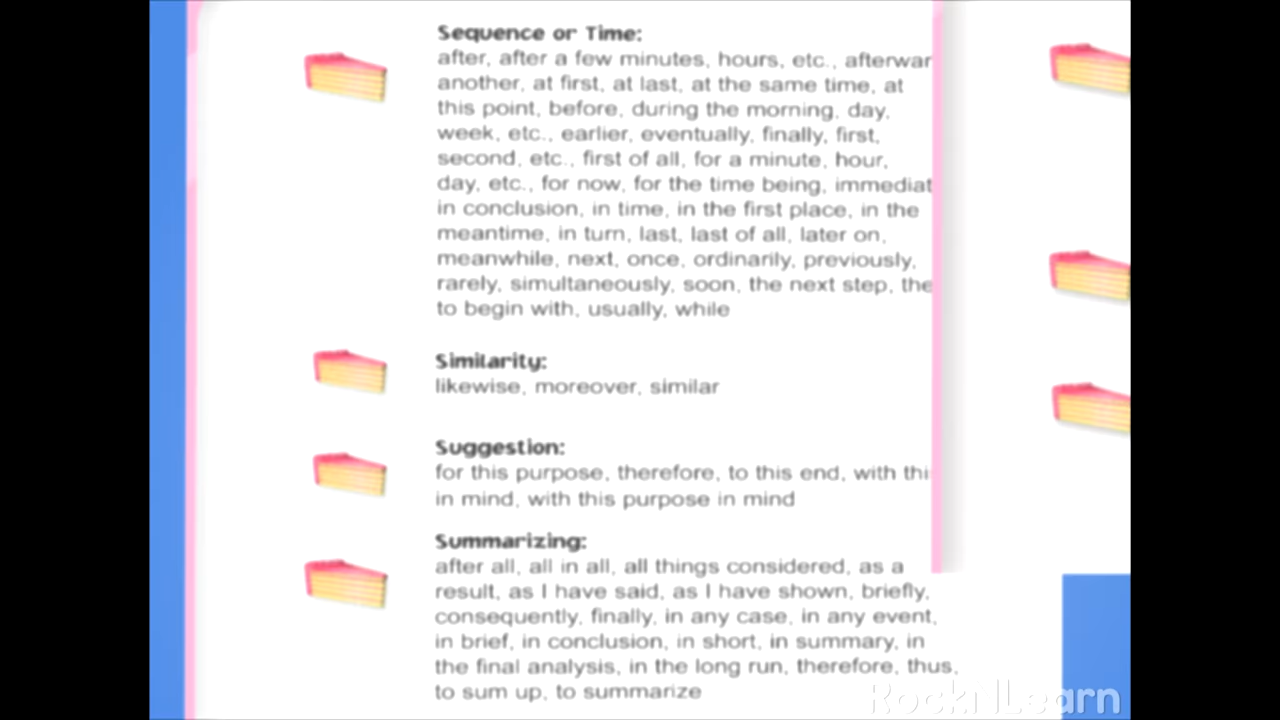 Sequence or Time:
after, after a few minutes, hours, etc., afterwar
another, at first, at last, at the same time, at
this point, before, during the morning, day,
week, etc., earlier, eventually, finally, first,
second, etc., first of all, for a minute, hour,
day, etc., for now, for the time being, immediat
in conclusion, in time, in the first place, in the
meantime, in turn, last, last of all, later on,
meanwhile, next, once, ordinarily, previously,
rarely, simultaneously, soon, the next step, the
to begin with, usually, while
Similarity:
likewise, moreover, similar
Suggestion:
for this purpose, therefore, to this end, with thi
in mind, with this purpose in mind
Summarizing:
after all, all in all, all things considered, as a
result, as I have said, as I have shown, briefly,
consequently, finally, in any case, in any event,
in brief, in conclusion, in short, in summary, in
the final analysis, in the long run, therefore, thus,
to sum up, to summarize
Rock 'N Learn